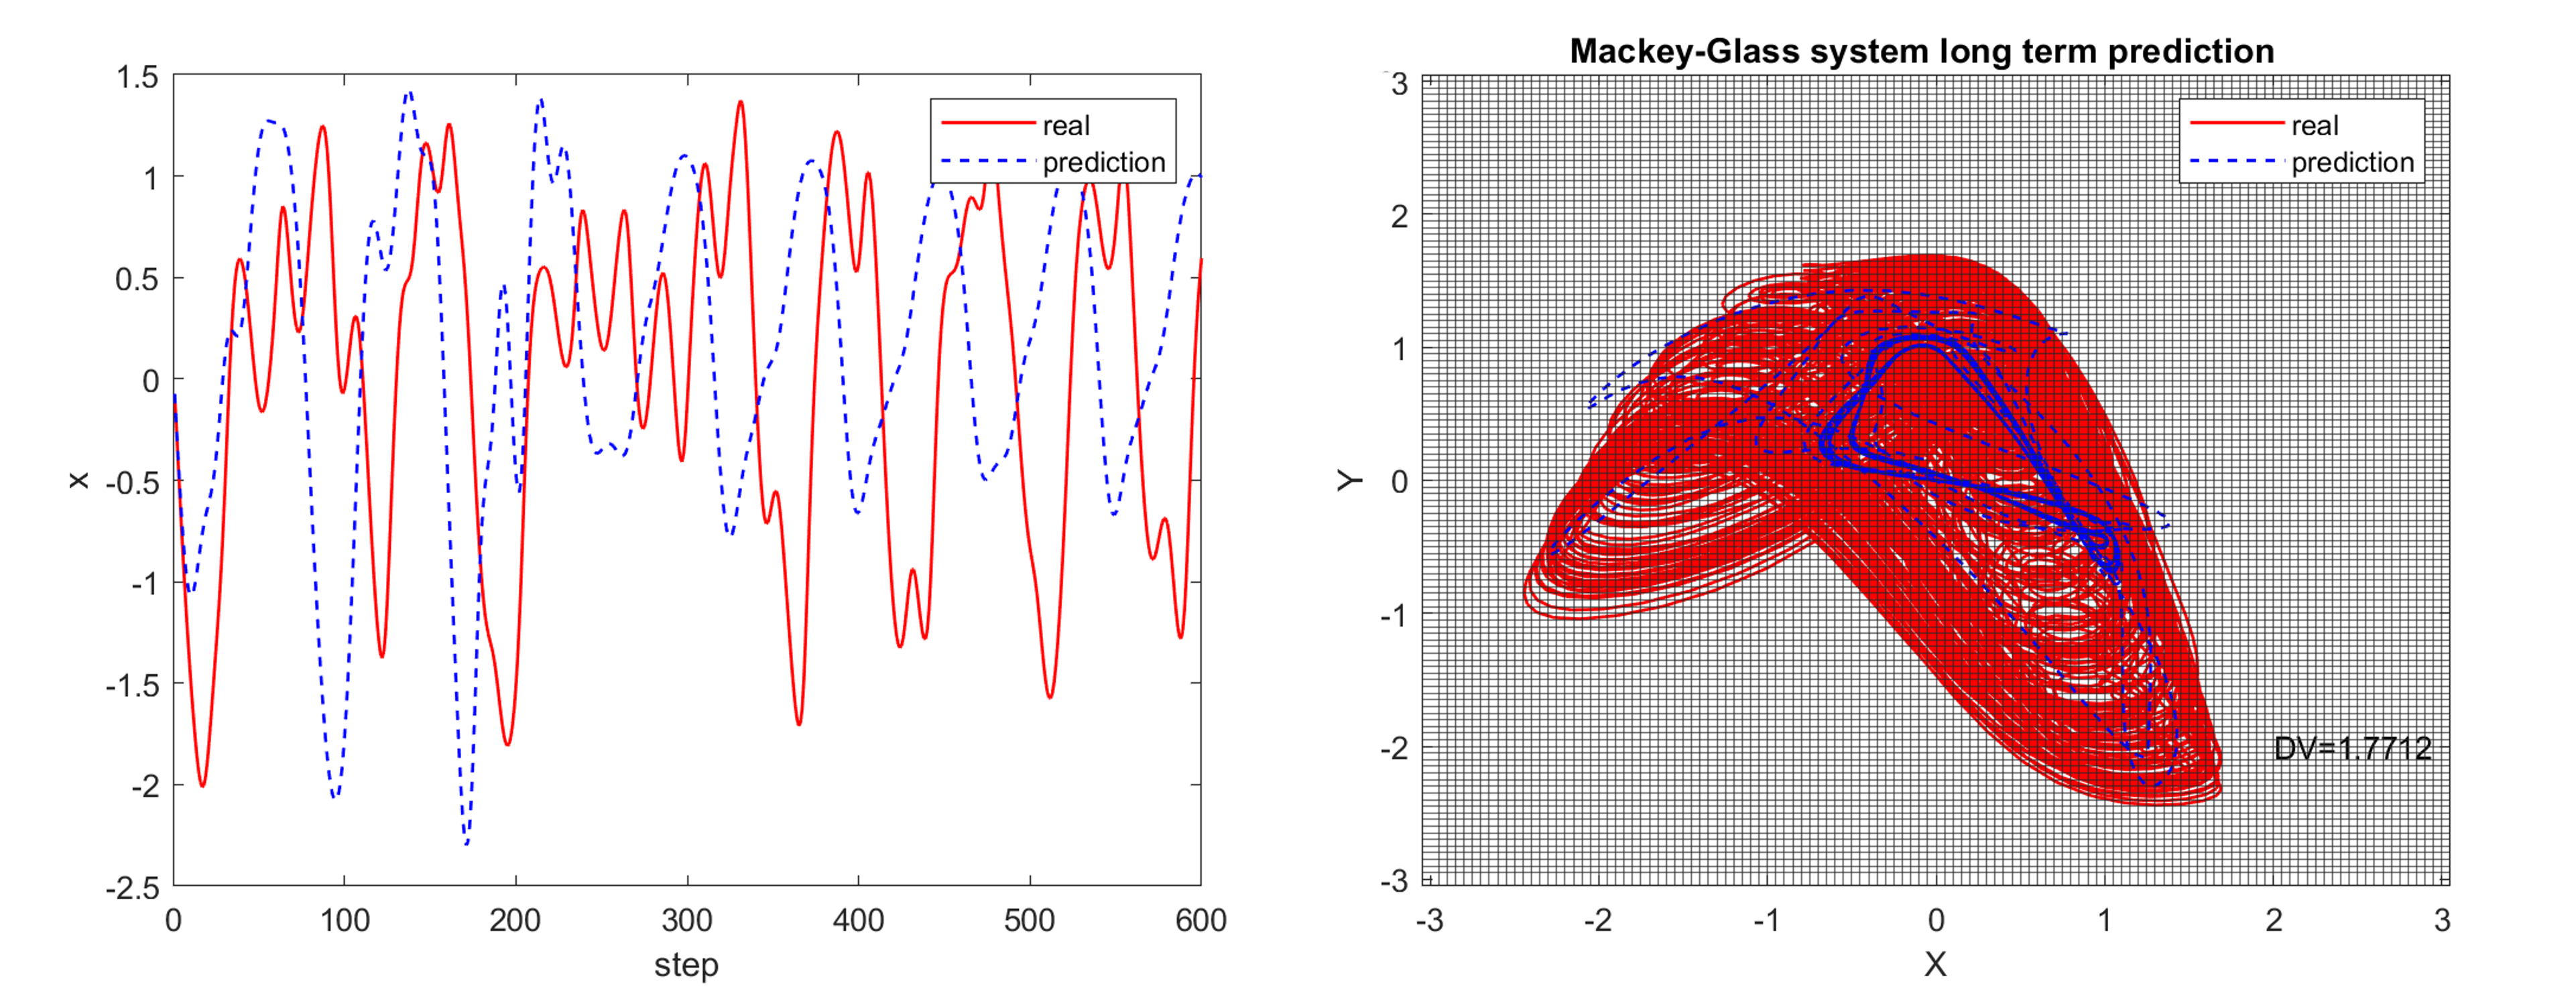 1.5
1
0.5
0
-0.5
-1
-1.5
-2
-2.5
x
0 100 200 300 400 500 600
step
real
prediction
Mackey-Glass system long term prediction
3
2
1
0
-1
-2
-3
Y
-3 -2 -1 0 1 2 3
X
real
prediction
DV=1.7712